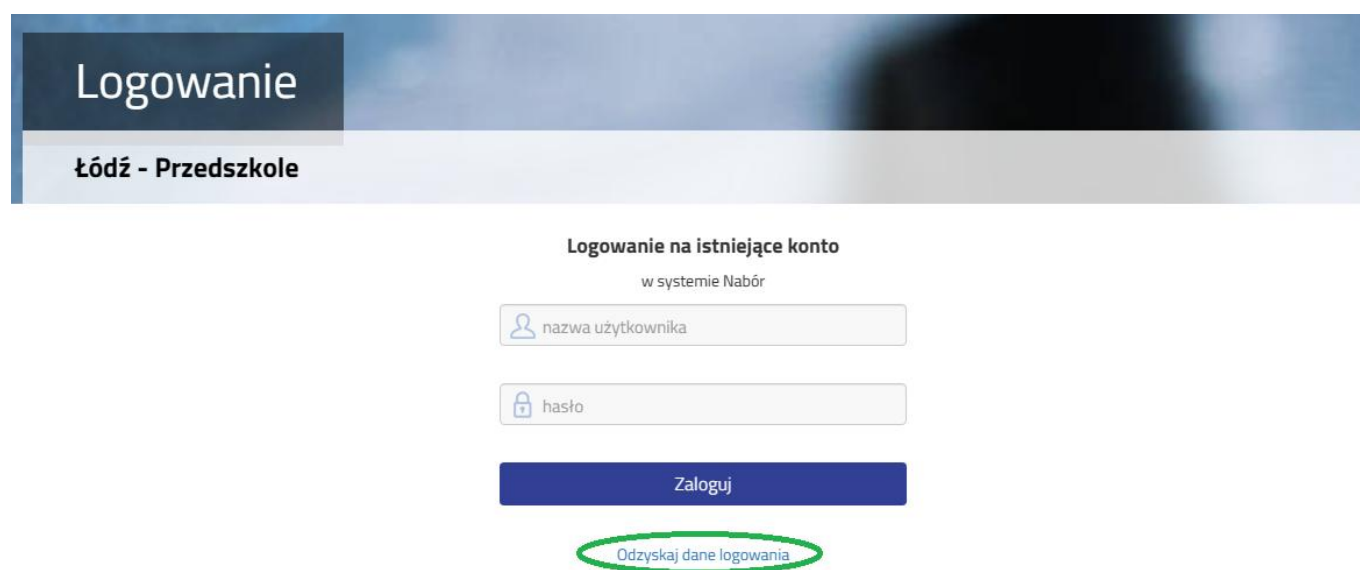 Logowanie
Łódź - Przedszkole
Logowanie na istniejące konto
w systemie Nabór
nazwa użytkownika
hasło
Zaloguj
Odzyskaj dane logowania